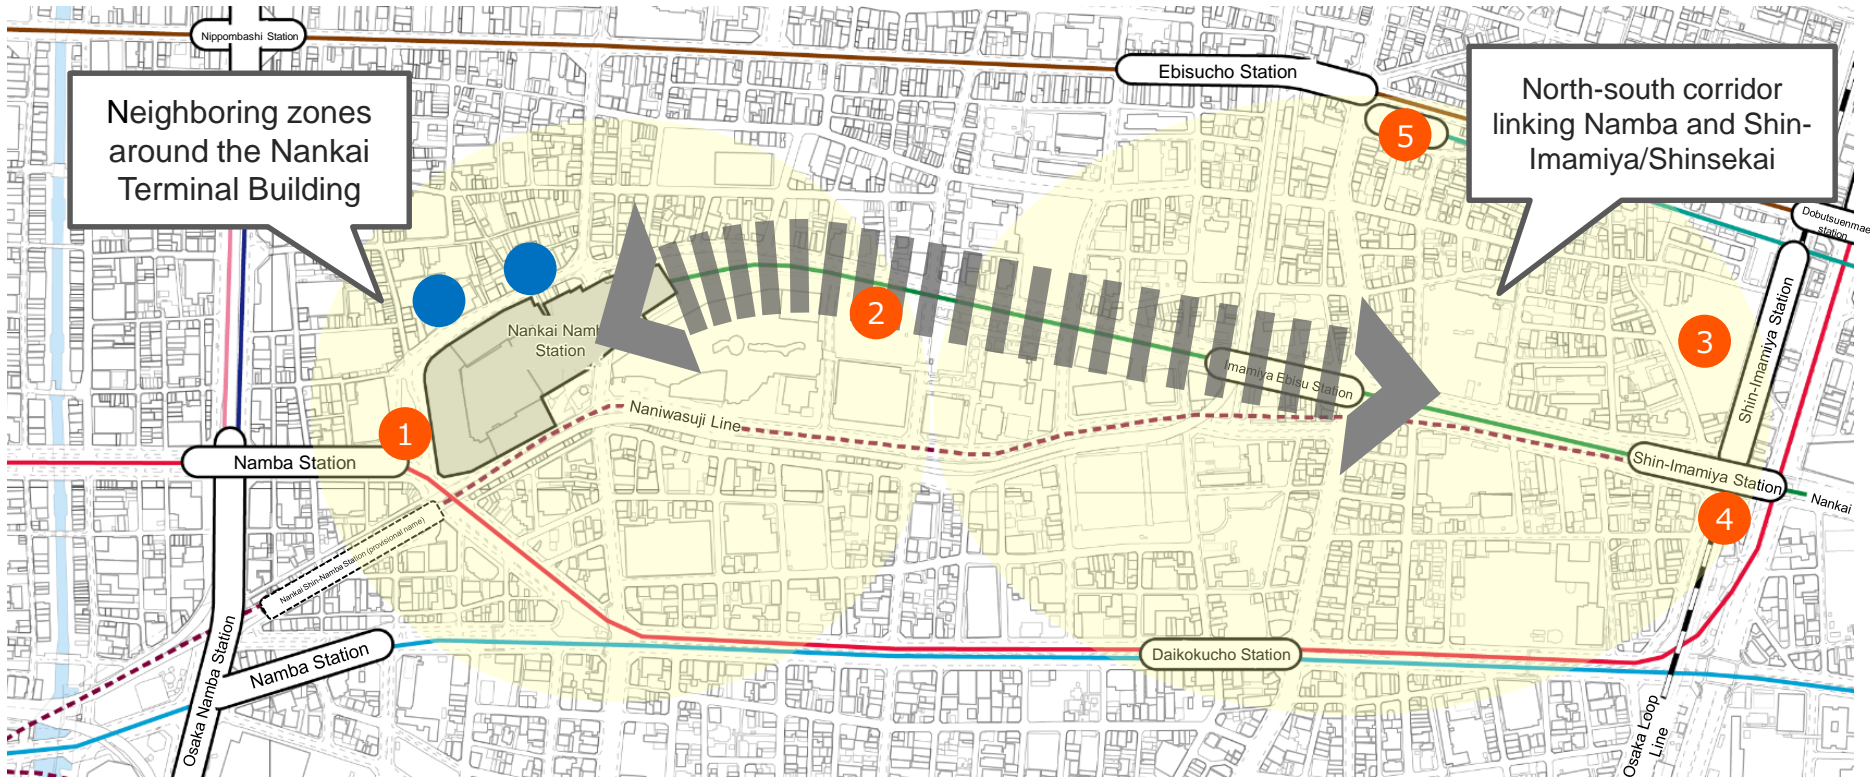 Nippombashi Station
Neighboring zones
around the Nankai
Terminal Building
Ebisucho Station
North-south corridor
linking Namba and Shin-
Imamiya/Shinsekai
5
Dobutsuenmae
station
2
3
Nankai Namb
Station
Imamiya Ebisu Station
Shin-Imamiya Station
Naniwasuji Line
1
Namba Station
Shin-Imamiya Station
Nankai
4
Nankai Shin-Namba Station (provisional name)
Namba Station
Osaka Namba Station
Daikokucho Station
Osaka Loop
Line